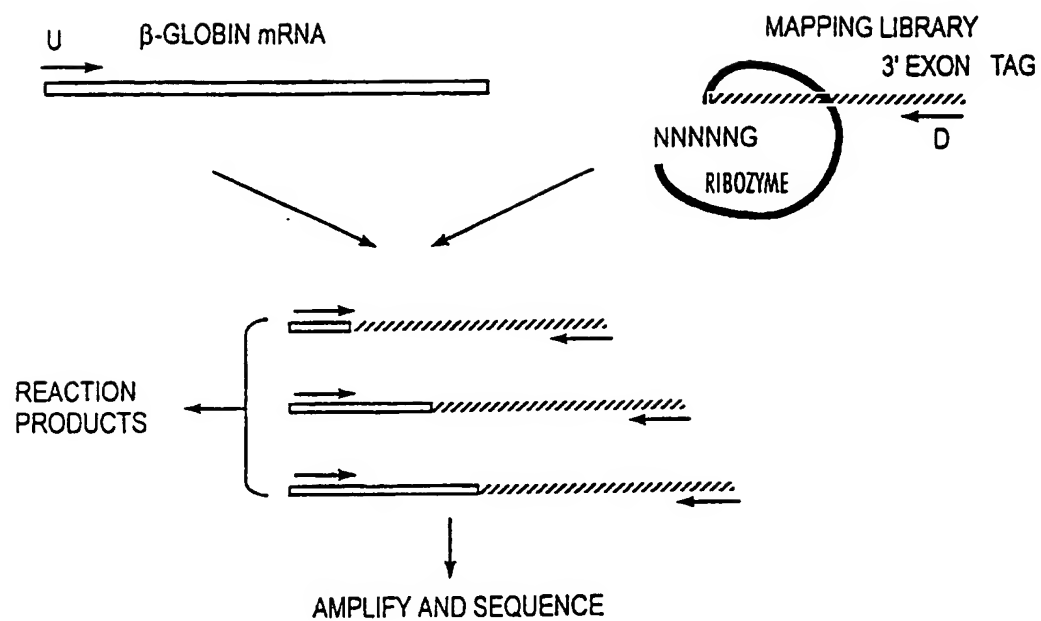 U
β-GLOBIN mRNA
MAPPING LIBRARY
3' EXON TAG
D
NNNNNG
RIBOZYME
REACTION
PRODUCTS
AMPLIFY AND SEQUENCE